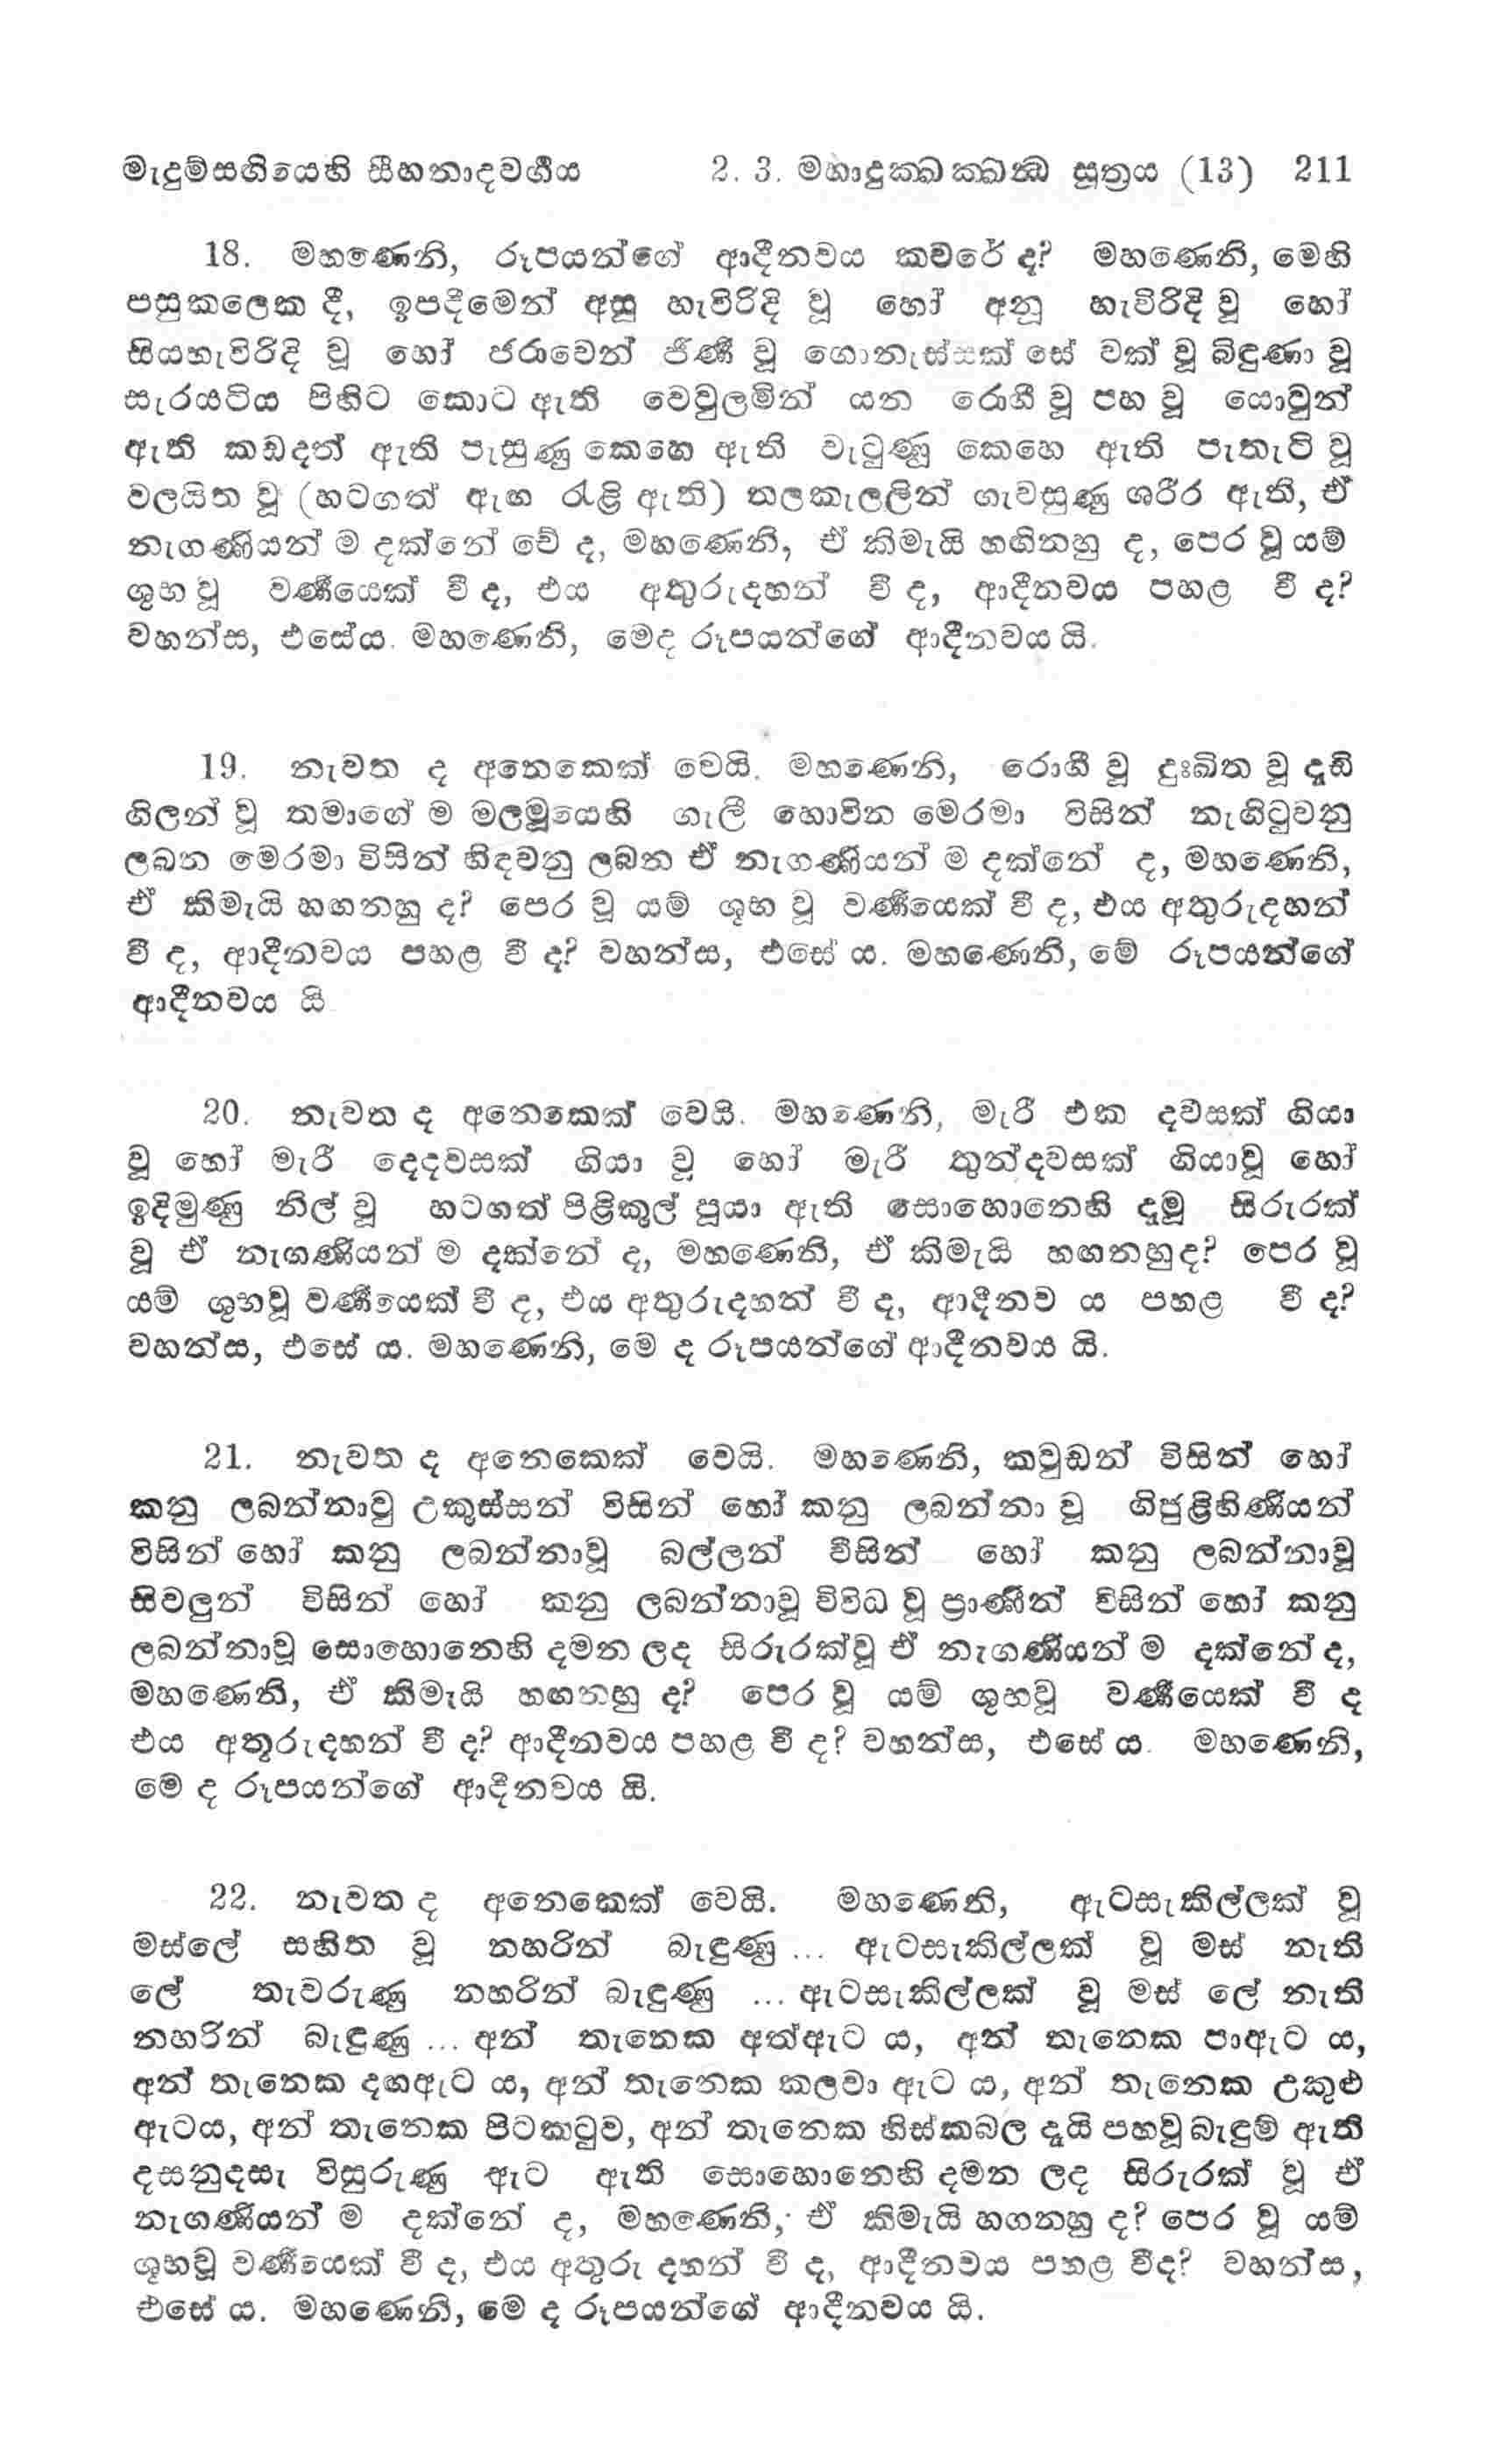 මැදුම්සඟියෙහි සීහනාදවර්‍ගය 2. 3. මහාදුක්ඛක්ඛන්‍ධ සූත්‍රය (13) 211
18. මහණෙනි, රූපයන්ගේ ආදීනවය කවරේ ද? මහණෙනි, මෙහි
පසුකලෙක දී, ඉපදීමෙන් අසූ හැවිරිදි වූ හෝ අනූ හැවිරිදි වූ හෝ
සියහැවිරිදි වූ හෝ ජරාවෙන් ජීර්‍ණ වූ ගොනැස්සක් සේ වක් වූ බිඳුණා වූ
සැරයටිය පිහිට කොට ඇති වෙවුලමින් යන රොගී වූ පහ වූ යොවුන්
ඇති කඩදත් ඇති පැසුණු කෙහෙ ඇති වැටුණු කෙහෙ ඇති පැතැටි වූ
වලයිත වූ (හටගත් ඇඟ රැළි ඇති) තලකැලලින් ගැවසුණු ශරීර ඇති, ඒ
නැගණියන් ම දක්නේ වේ ද, මහණෙනි, ඒ කිමැයි හඟිනහු ද, පෙර වූ යම්
ශුභ වූ වර්‍ණයෙක් වී ද, එය අතුරුදහන් වී ද, ආදීනවය පහළ වී ද?
වහන්ස, එසේය. මහණෙනි, මෙද රූපයන්ගේ ආදීනවය යි.
19. නැවත ද අනෙකෙක් වෙයි. මහණෙනි, රොගී වූ දුඃඛිත වූ දැඩි
ගිලන් වූ තමාගේ ම මලමූයෙහි ගැලී හොවින මෙරමා විසින් නැගිටුවනු
ලබන මෙරමා විසින් හිඳවනු ලබන ඒ නැගණියන් ම දක්නේ ද, මහණෙනි,
ඒ කිමැයි හඟනහු ද? පෙර වූ යම් ශුභ වූ වර්‍ණයෙක් වී ද, එය අතුරුදහන්
වී ද, ආදීනවය පහළ වී ද? වහන්ස, එසේ ය. මහණෙනි, මේ රූපයන්ගේ
ආදීනවය යි.
20. නැවත ද අනෙකෙක් වෙයි. මහණෙනි, මැරී එක දවසක් ගියා
වූ හෝ මැරී දෙදවසක් ගියා වූ හෝ මැරී තුන්දවසක් ගියාවූ හෝ
ඉදිමුණු නිල් වූ හටගත් පිළිකුල් පූයා ඇති සොහොනෙහි දැමූ සිරුරක්
වූ ඒ නැගණියන් ම දක්නේ ද, මහණෙනි, ඒ කිමැයි හඟනහුද? පෙර වූ
යම් ශුභවූ වර්‍ණයෙක් වී ද, එය අතුරුදහන් වී ද, ආදීනව ය පහළ වී ද?
වහන්ස, එසේ ය. මහණෙනි, මෙ ද රූපයන්ගේ ආදීනවය යි.
21. නැවත ද අනෙකෙක් වෙයි. මහණෙනි, කවුඩන් විසින් හෝ
කනු ලබන්නාවු උකුස්සන් විසින් හෝ කනු ලබන්නා වූ ගිජුළිහිණියන්
විසින් හෝ කනු ලබන්නාවූ බල්ලන් විසින් හෝ කනු ලබන්නාවූ
සිවලුන් විසින් හෝ කනු ලබන්නාවූ විවිධ වූ ප්‍රාණීන් විසින් හෝ කනු
ලබන්නාවූ සොහොනෙහි දමන ලද සිරුරක්වූ ඒ නැගණියන් ම දක්නේ ද,
මහණෙනි, ඒ කිමැයි හඟනහු ද? පෙර වූ යම් ශුභවූ වර්‍ණයෙක් වී ද
එය අතුරුදහන් වී ද? ආදීනවය පහළ වී ද? වහන්ස, එසේ ය. මහණෙනි,
මෙ ද රූපයන්ගේ ආදීනවය යි.
22. නැවත ද අනෙකෙක් වෙයි. මහණෙනි, ඇටසැකිල්ලක් වූ
මස්ලේ සහිත වූ නහරින් බැඳුණු ... ඇටසැකිල්ලක් වූ මස් නැති
ලේ තැවරුණු නහරින් බැඳුණු ... ඇටසැකිල්ලක් වූ මස් ලේ නැති
නහරින් බැඳුණු ... අන් තැනෙක අත්ඇට ය, අන් තැනෙක පාඇට ය,
අන් තැනෙක දඟඇට ය, අන් තැනෙක කලවා ඇට ය, අන් තැනෙක උකුළු
ඇටය, අන් තැනෙක පිටකටුව, අන් තැනෙක හිස්කබල දැයි පහවූ බැඳුම් ඇති
දසනුදසැ විසුරුණු ඇට ඇති සොහොනෙහි දමන ලද සිරුරක් වූ ඒ
නැගණියන් ම දක්නේ ද, මහණෙනි, ඒ කිමැයි හගනහු ද? පෙර වූ යම්
ශුභවූ වර්‍ණයෙක් වී ද, එය අතුරු දහන් වී ද, ආදීනවය පහළ වීද? වහන්ස,
එසේ ය. මහණෙනි, මෙ ද රූපයන්ගේ ආදීනවය යි.